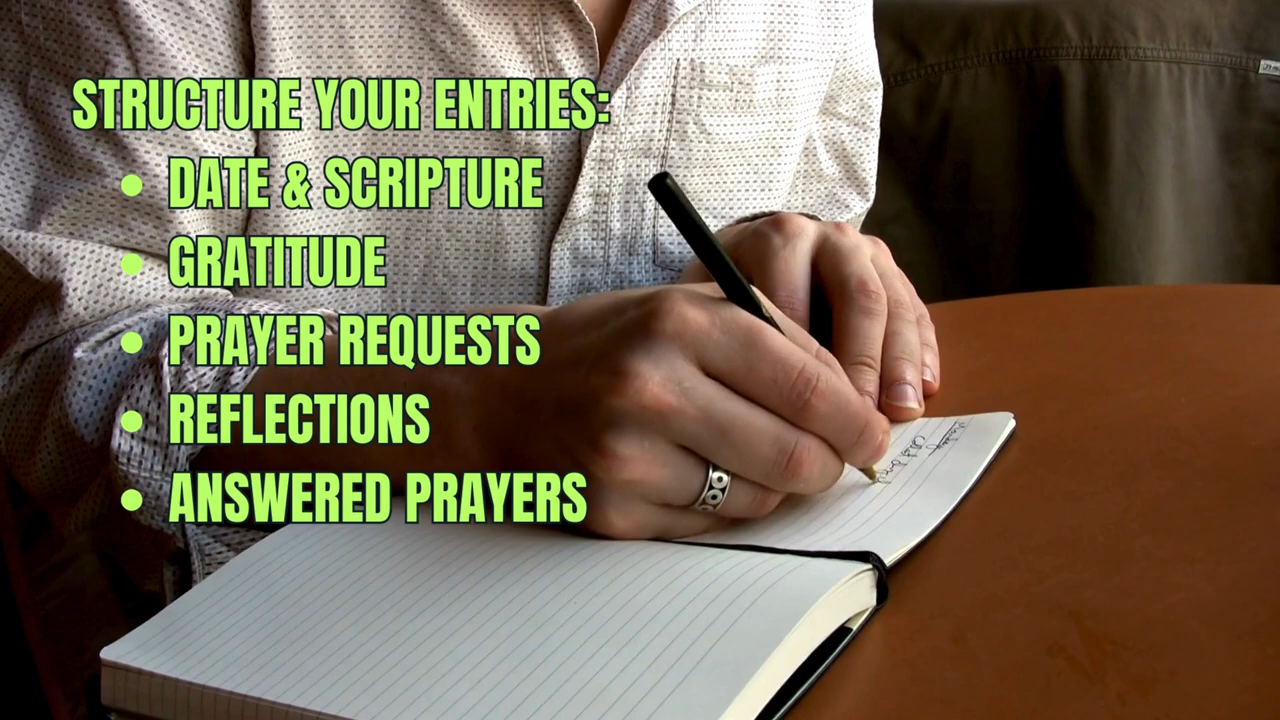 STRUCTURE YOUR ENTRIES:
• DATE & SCRIPTURE
• GRATITUDE
• PRAYER REQUESTS
• REFLECTIONS
• ANSWERED PRAYERS